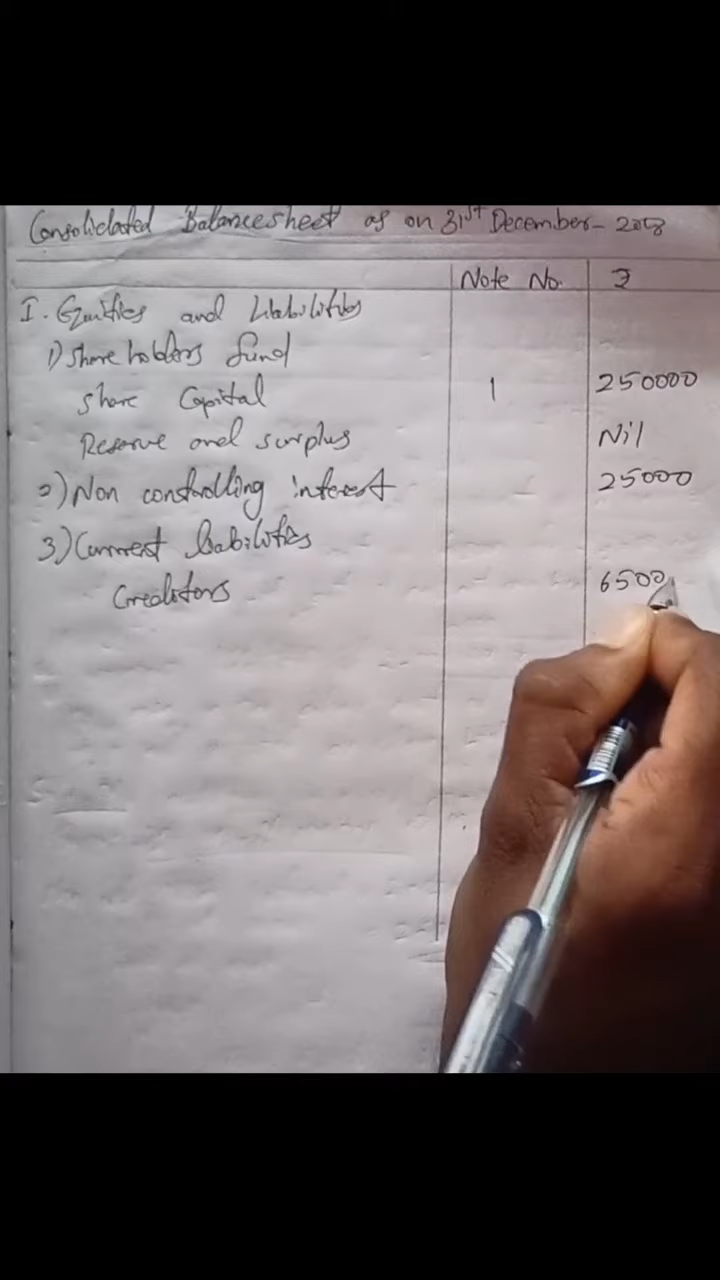 Consolidated Balancesheet as on 31st December - 2018
Note No. ₹
I. Equities and Liabilities
1) Share holders fund
Share Capital 1 250000
Reserve and surplus Nil
2) Non controlling interest 25000
3) Current liabilities
Creditors 6500